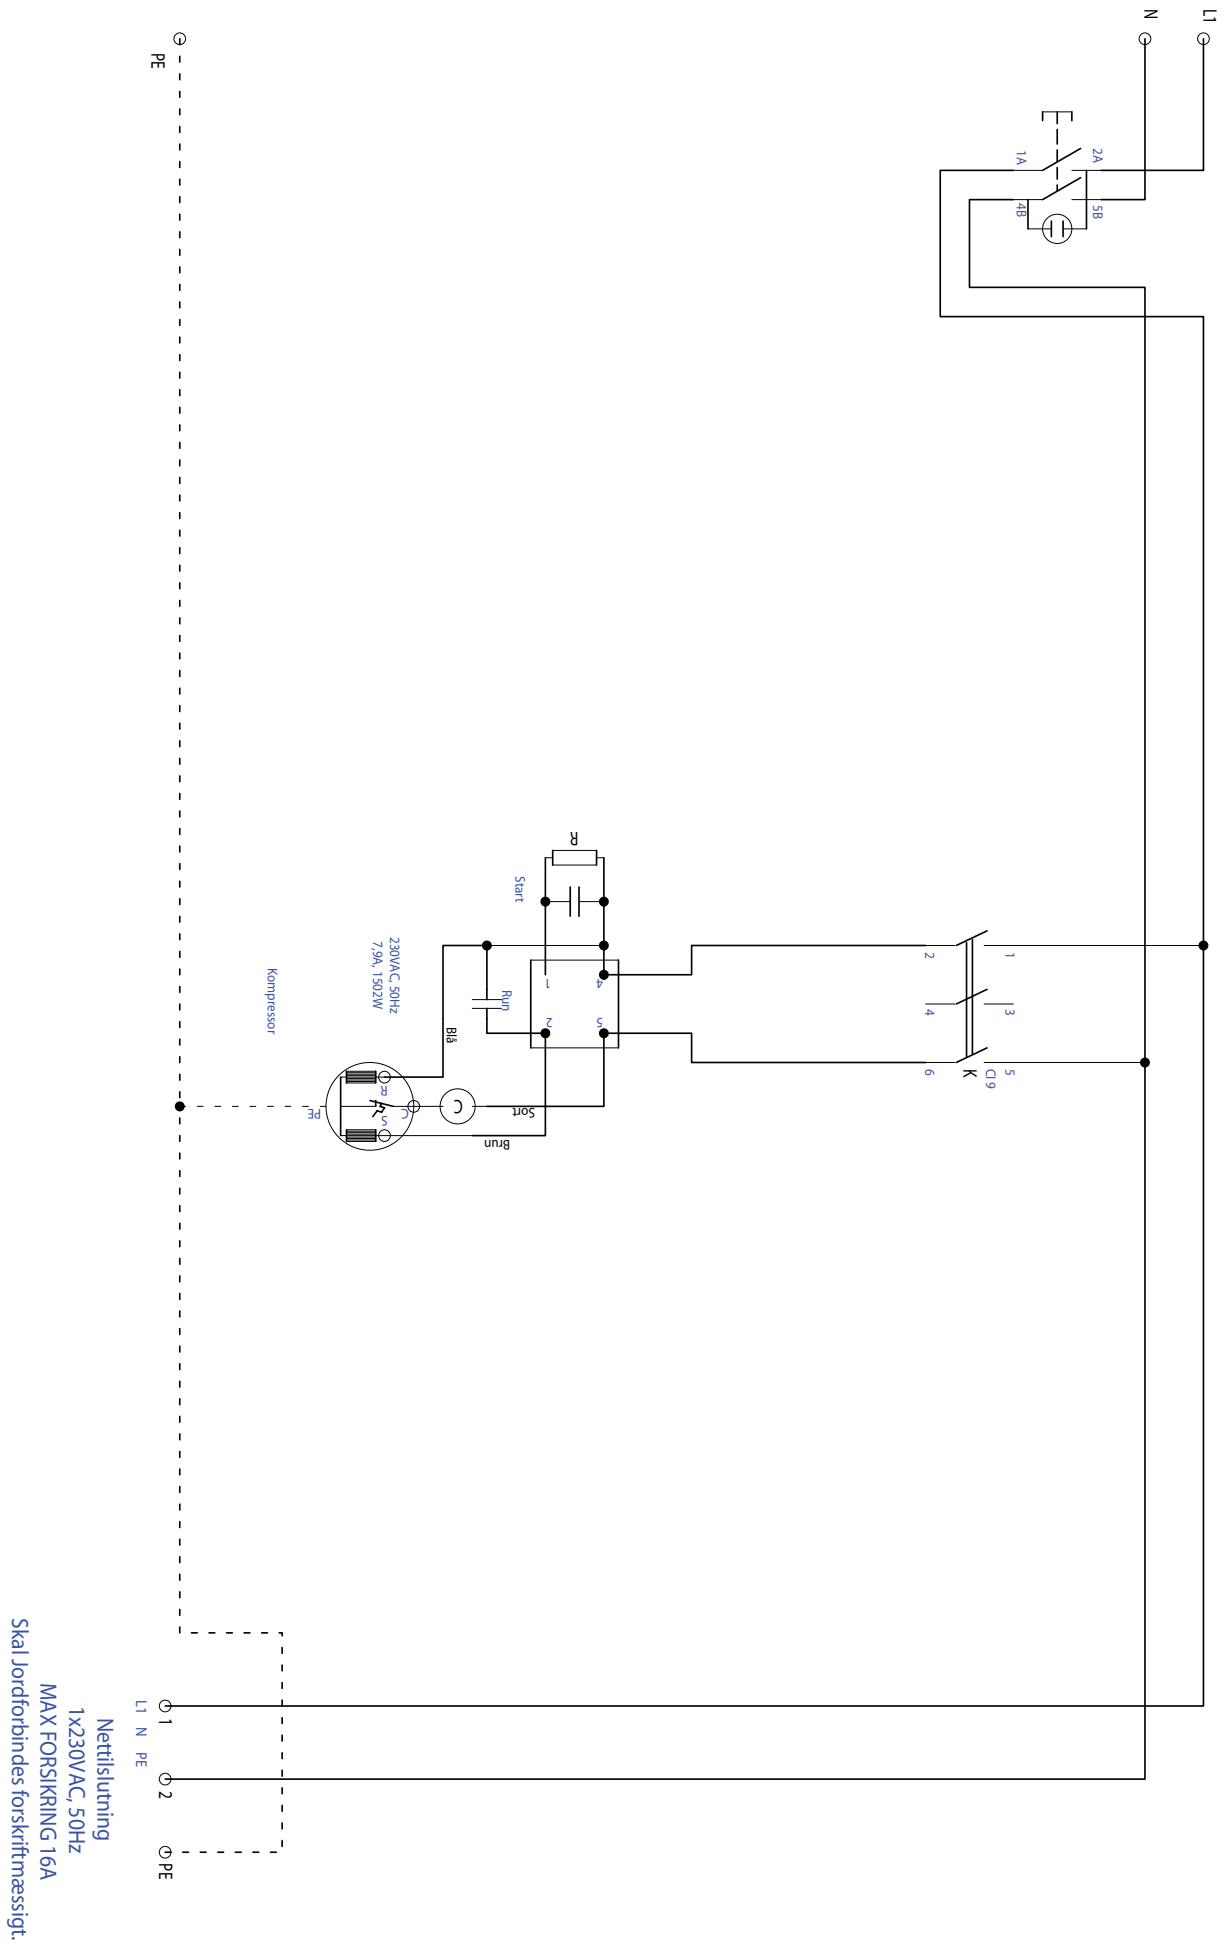 L1
N
PE
2A
1A
5B
4B
R
Start
230VAC, 50Hz
7,9A, 1502W
Kompressor
1
2
3
4
5
6
Cl 9
K
1
4
2
5
Run
Blå
Sort
Brun
C
R
C
S
PE
L1 N PE
1
2
PE
Nettilslutning
1x230VAC, 50Hz
MAX FORSIKRING 16A
Skal Jordforbindes forskriftmæssigt.